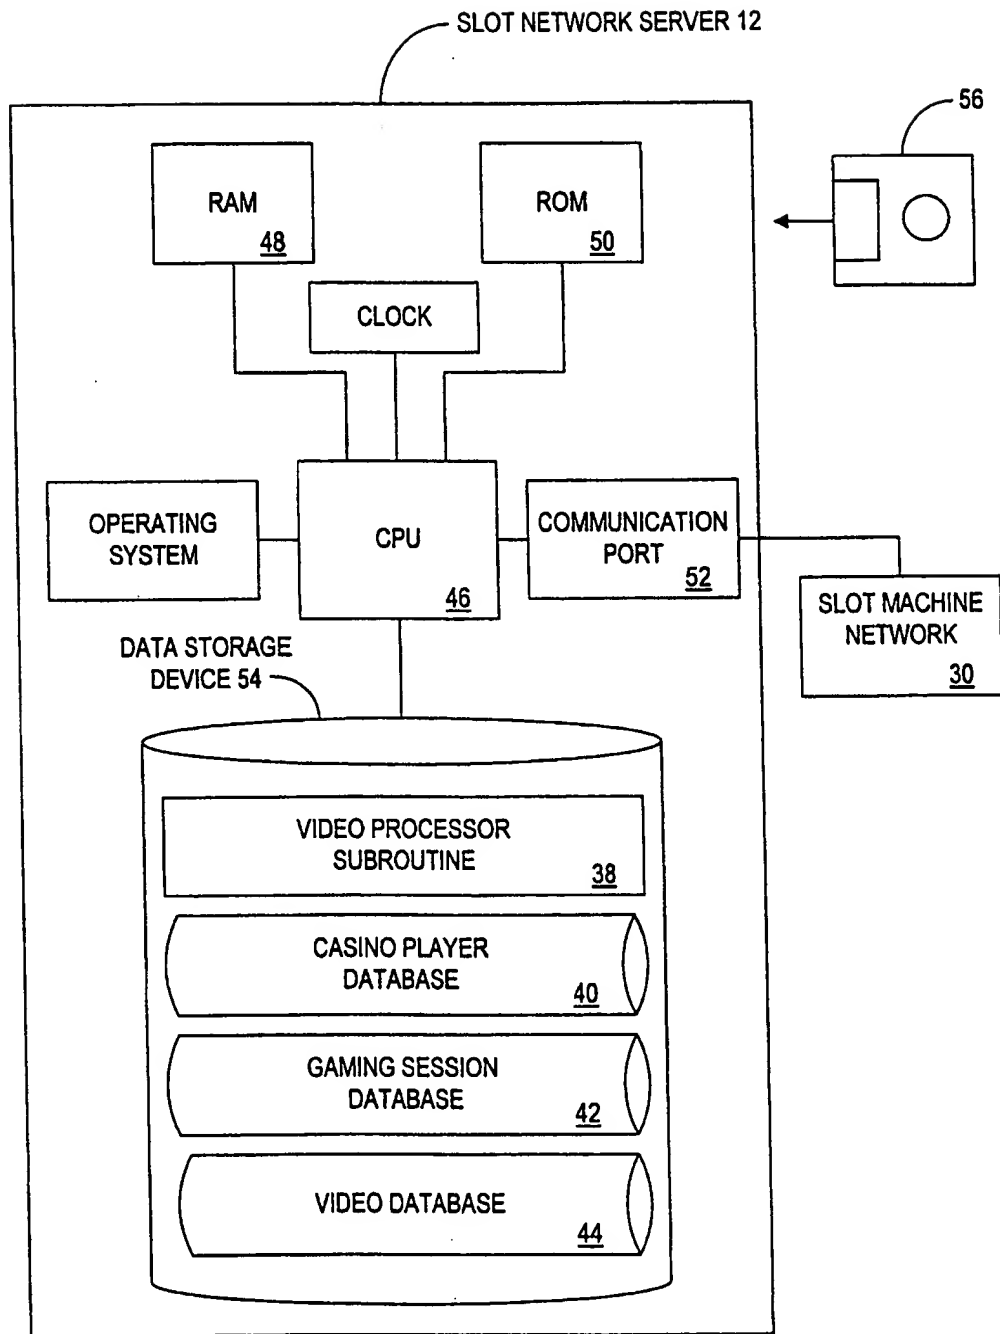 SLOT NETWORK SERVER 12
56
RAM
48
ROM
50
CLOCK
OPERATING
SYSTEM
CPU
46
COMMUNICATION
PORT
52
SLOT MACHINE
NETWORK
30
DATA STORAGE
DEVICE 54
VIDEO PROCESSOR
SUBROUTINE
38
CASINO PLAYER
DATABASE
40
GAMING SESSION
DATABASE
42
VIDEO DATABASE
44